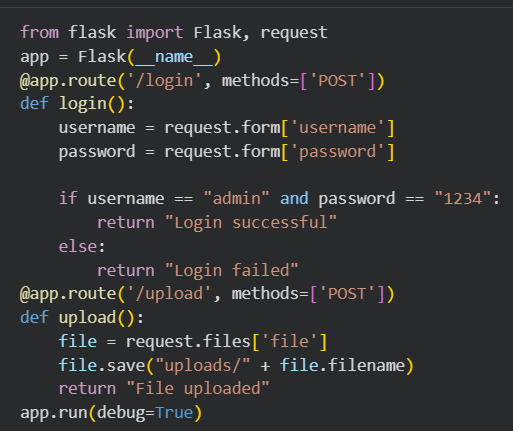 from flask import Flask, request
app = Flask(__name__)
@app.route('/login', methods=['POST'])
def login():
    username = request.form['username']
    password = request.form['password']

    if username == "admin" and password == "1234":
        return "Login successful"
    else:
        return "Login failed"
@app.route('/upload', methods=['POST'])
def upload():
    file = request.files['file']
    file.save("uploads/" + file.filename)
    return "File uploaded"
app.run(debug=True)